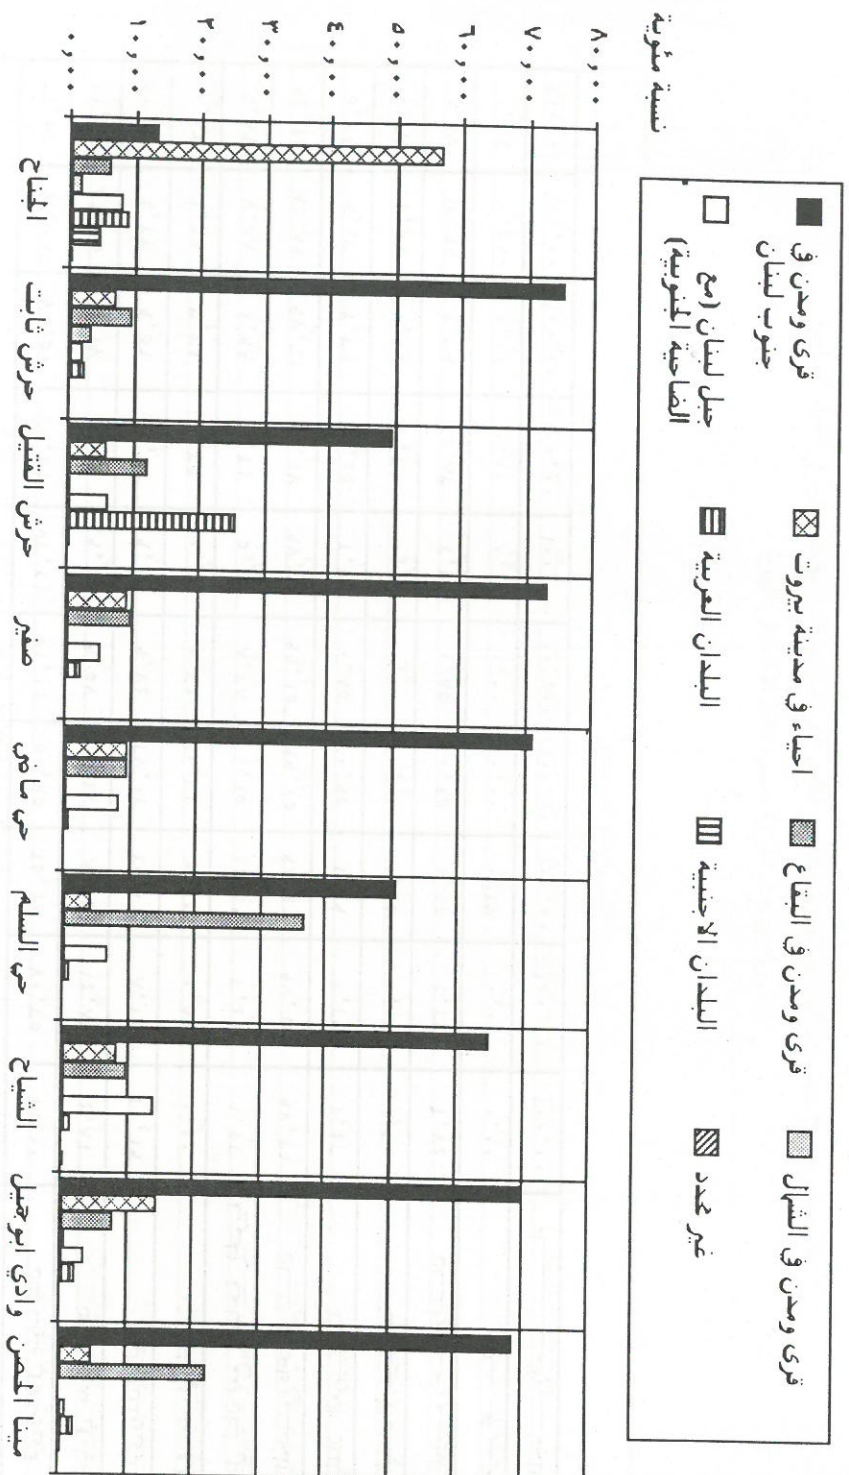 قرى ومدن في جنوب لبنان
احياء في مدينة بيروت
قرى ومدن في البقاع
قرى ومدن في الشمال
جبل لبنان (مع الضاحية الجنوبية)
البلدان العربية
البلدان الاجنبية
غير محدد
نسبة مئوية
٨٠,٠٠
٧٠,٠٠
٦٠,٠٠
٥٠,٠٠
٤٠,٠٠
٣٠,٠٠
٢٠,٠٠
١٠,٠٠
٠,٠٠
الجناح
حرش ثابت
حرش القتيل
صفير
حي ماضي
حي السلم
الشياح
وادي ابو جميل
مينا الحصن